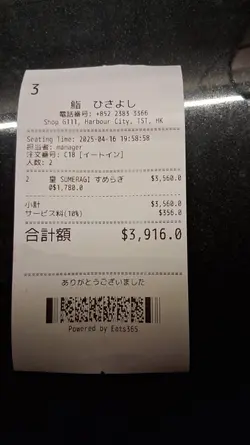 3
鮨 ひさよし
電話番号: +852 2383 3366
Shop G111, Harbour City, TST, HK
Seating Time: 2025-04-16 19:58:58
担当者: manager
注文番号: C18 [イートイン]
人数: 2
2 皇 SUMERAGI すめらぎ $3,560.0
@$1,780.0
小計 $3,560.0
サービス料(10%) $356.0
合計額 $3,916.0
ありがとうございました
Powered by Eats365